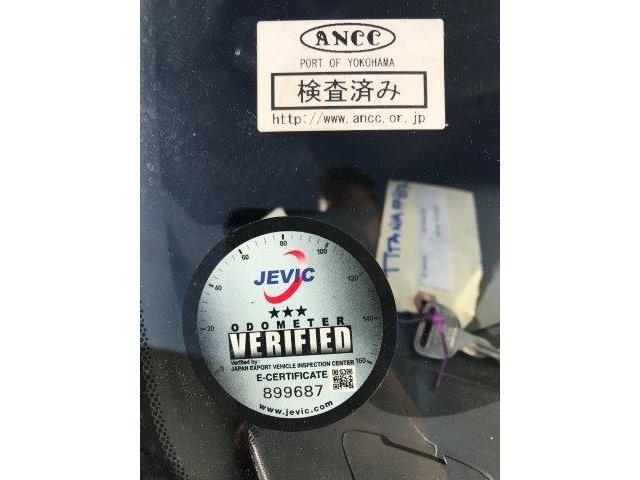 ANCC
PORT OF YOKOHAMA
検査済み
http://www.ancc.or.jp
0 20 40 60 80 100 120 140 160
JEVIC
★★★
ODOMETER
VERIFIED
Verified by:
JAPAN EXPORT VEHICLE INSPECTION CENTER
E-CERTIFICATE
899687
www.jevic.com